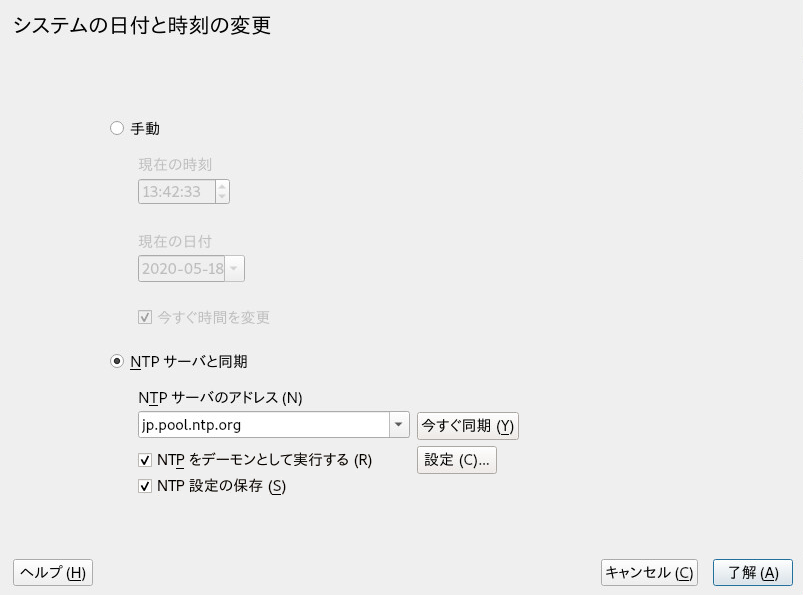 システムの日付と時刻の変更
手動
現在の時刻
13:42:33
現在の日付
2020-05-18
今すぐ時間を変更
NTP サーバと同期
NTP サーバのアドレス (N)
jp.pool.ntp.org
今すぐ同期 (Y)
NTP をデーモンとして実行する (R)
設定 (C)...
NTP 設定の保存 (S)
ヘルプ (H)
キャンセル (C)
了解 (A)